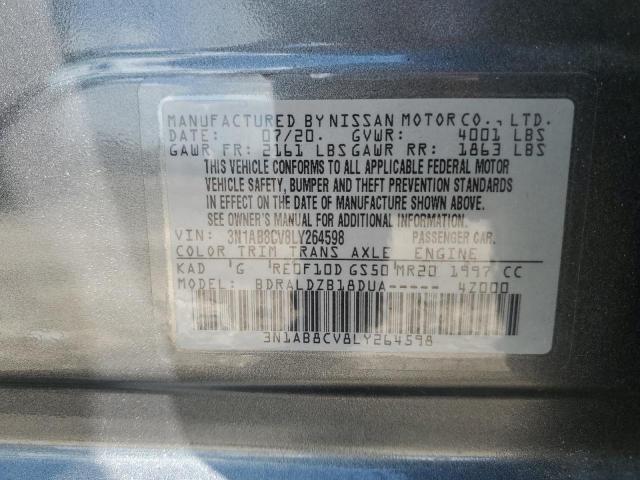 MANUFACTURED BY NISSAN MOTOR CO., LTD.
DATE: 07/20. GVWR: 4001 LBS
GAWR FR: 2161 LBS GAWR RR: 1863 LBS
THIS VEHICLE CONFORMS TO ALL APPLICABLE FEDERAL MOTOR
VEHICLE SAFETY, BUMPER AND THEFT PREVENTION STANDARDS
IN EFFECT ON THE DATE OF MANUFACTURE SHOWN ABOVE.
SEE OWNER'S MANUAL FOR ADDITIONAL INFORMATION
VIN: 3N1AB8CV8LY264598 PASSENGER CAR.
COLOR TRIM TRANS AXLE ENGINE
KAD G RE0F10D GS50 MR20 1997 CC
MODEL: BDRALDZB18DUA----- 4Z000
3N1AB8CV8LY264598